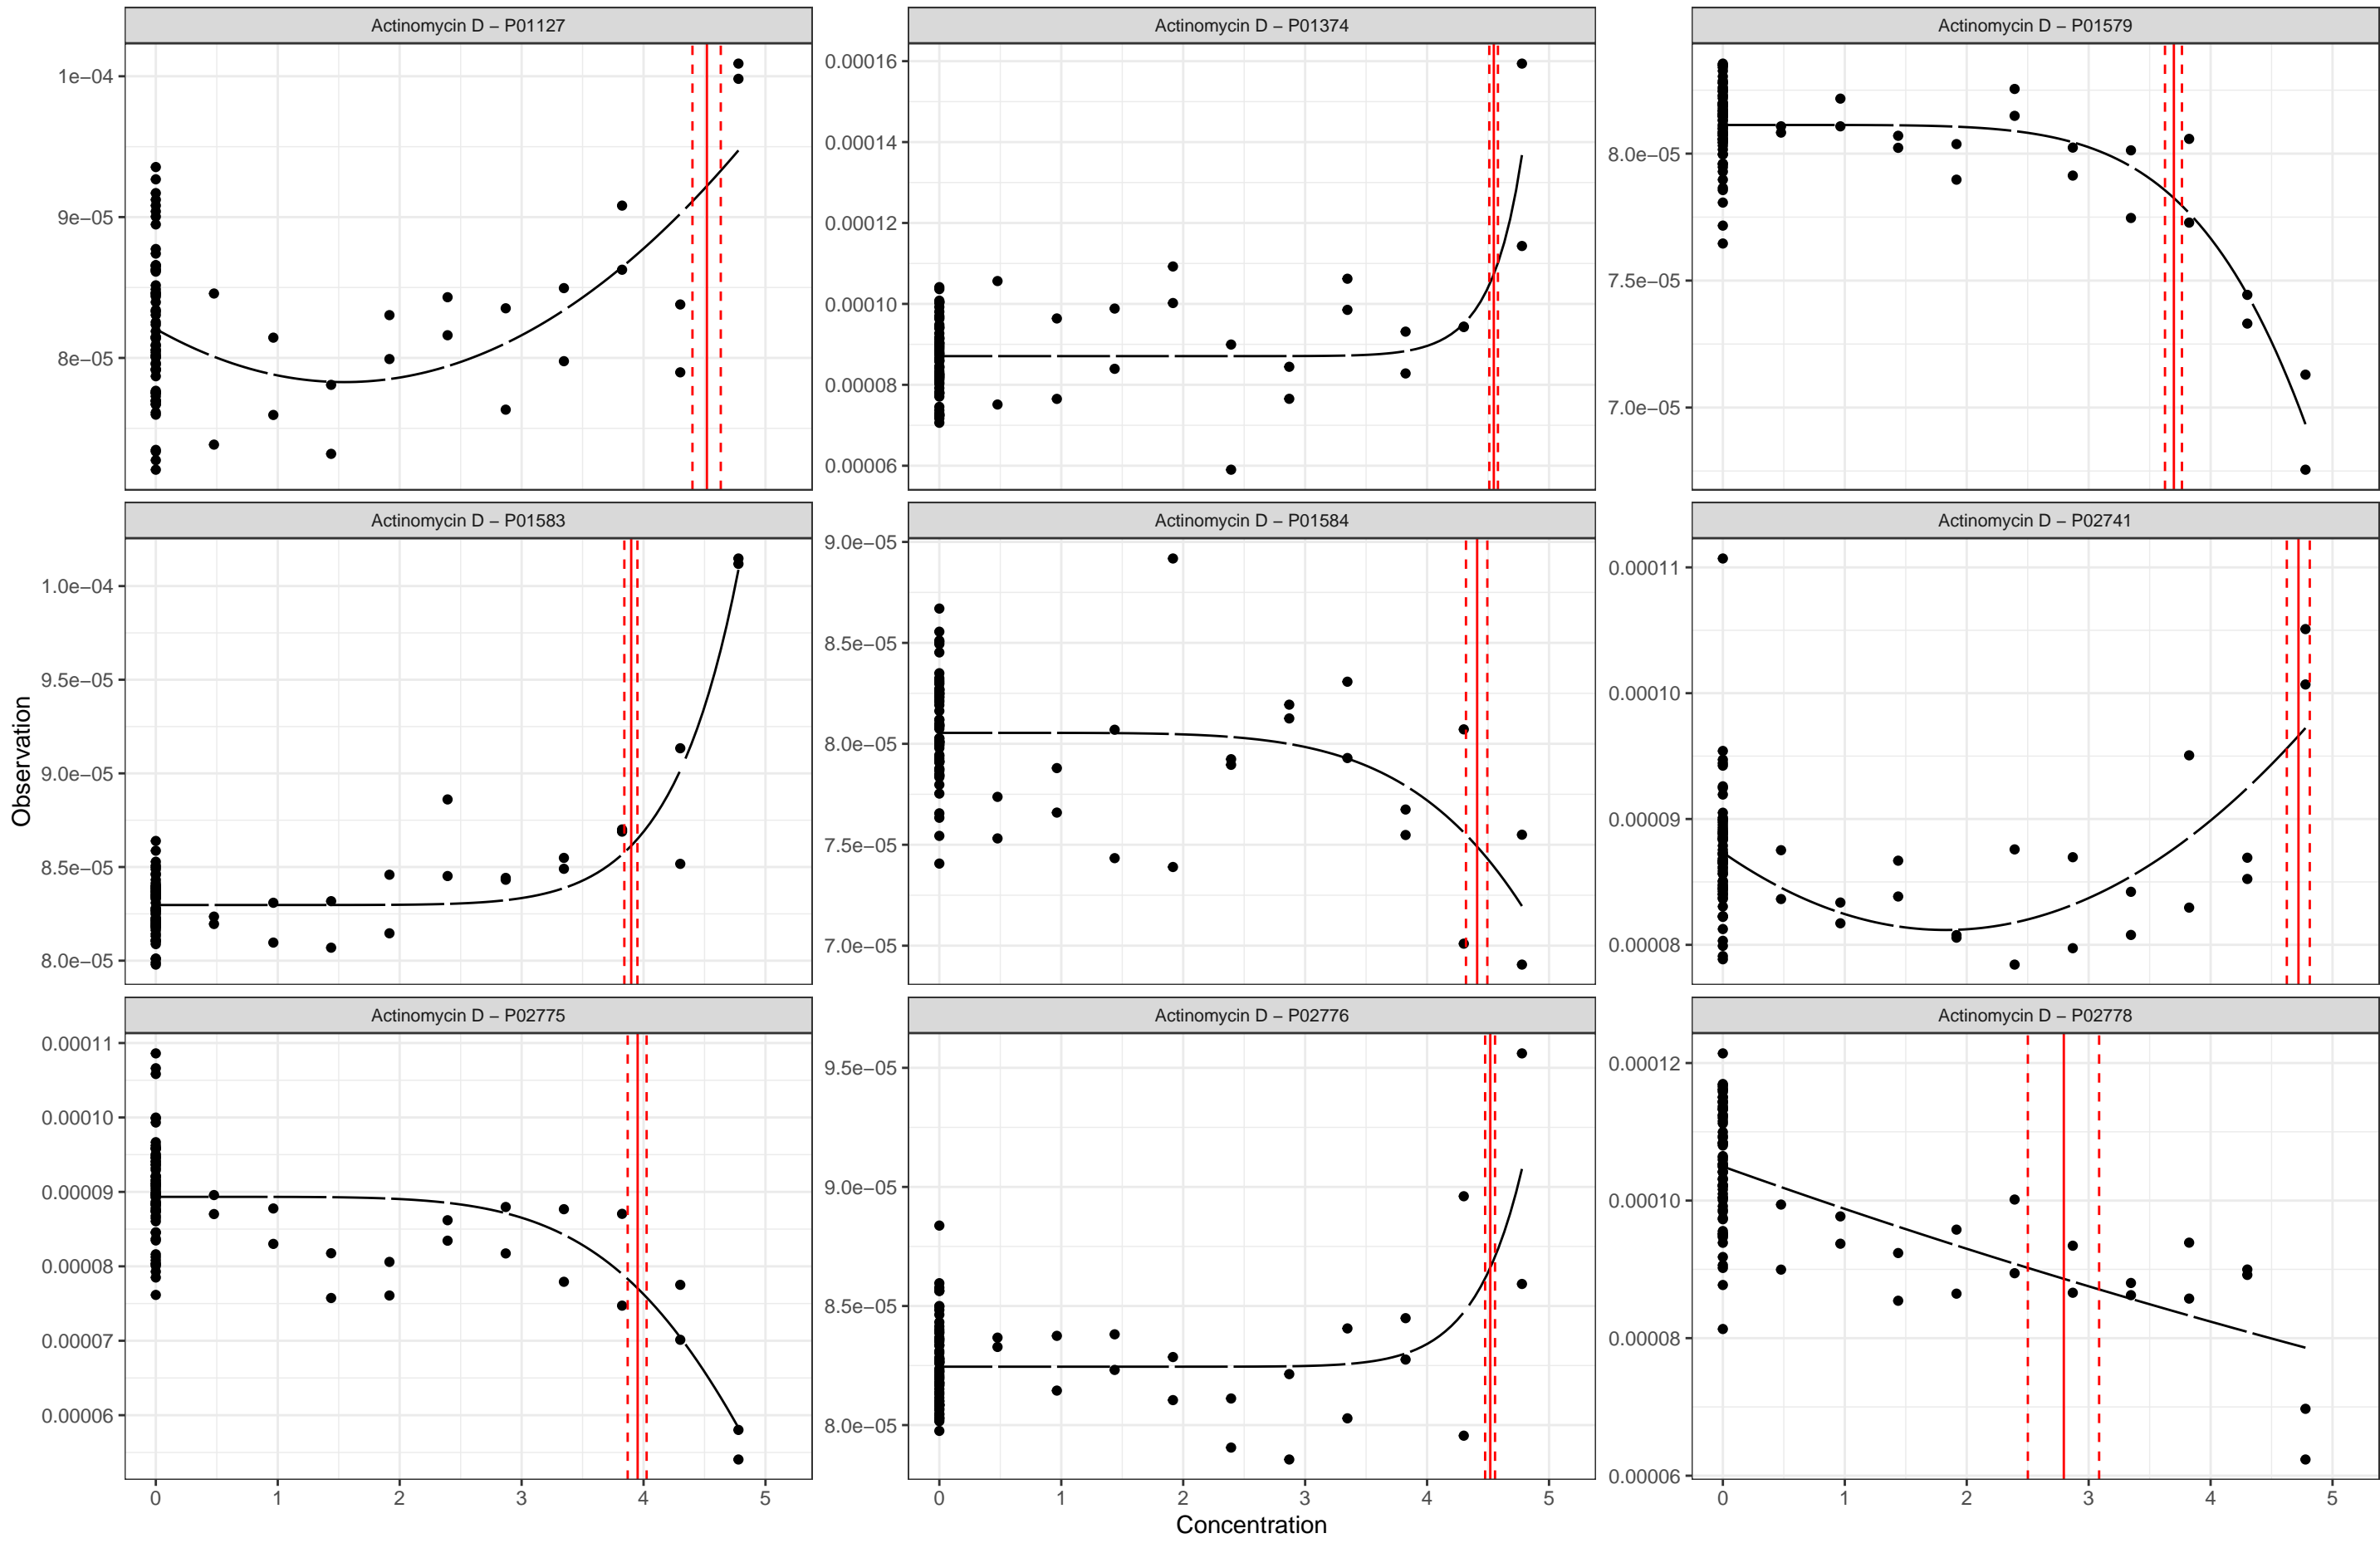 Actinomycin D − P01127
Actinomycin D − P01374
Actinomycin D − P01579
1e−04
9e−05
8e−05
0.00016
0.00014
0.00012
0.00010
0.00008
0.00006
8.0e−05
7.5e−05
7.0e−05
Actinomycin D − P01583
Actinomycin D − P01584
Actinomycin D − P02741
1.0e−04
9.5e−05
9.0e−05
8.5e−05
8.0e−05
9.0e−05
8.5e−05
8.0e−05
7.5e−05
7.0e−05
0.00011
0.00010
0.00009
0.00008
Observation
Actinomycin D − P02775
Actinomycin D − P02776
Actinomycin D − P02778
0.00011
0.00010
0.00009
0.00008
0.00007
0.00006
9.5e−05
9.0e−05
8.5e−05
8.0e−05
0.00012
0.00010
0.00008
0.00006
0 1 2 3 4 5
0 1 2 3 4 5
0 1 2 3 4 5
Concentration